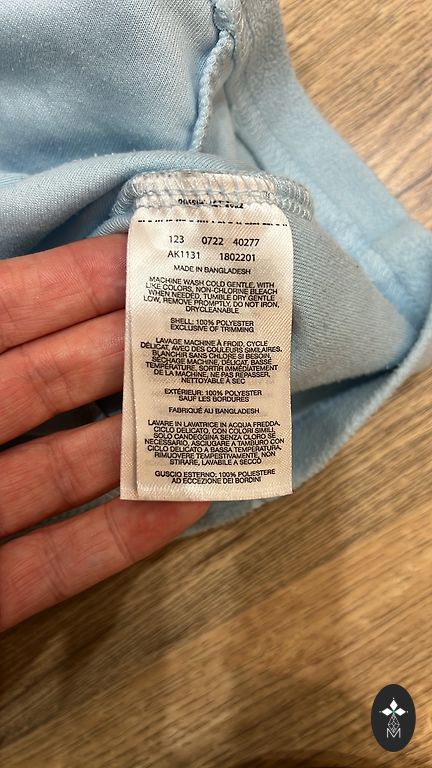 123 0722 40277
AK1131 1802201
MADE IN BANGLADESH
MACHINE WASH COLD GENTLE, WITH
LIKE COLORS, NON-CHLORINE BLEACH
WHEN NEEDED, TUMBLE DRY GENTLE
LOW, REMOVE PROMPTLY, DO NOT IRON,
DRYCLEANABLE
SHELL: 100% POLYESTER
EXCLUSIVE OF TRIMMING
LAVAGE MACHINE À FROID, CYCLE
DÉLICAT, AVEC DES COULEURS SIMILAIRES,
BLANCHIR SANS CHLORE SI BESOIN,
SÉCHAGE MACHINE, DÉLICAT, BASSE
TEMPÉRATURE, SORTIR IMMÉDIATEMENT
DE LA MACHINE, NE PAS REPASSER,
NETTOYABLE A SEC
EXTÉRIEUR: 100% POLYESTER
SAUF LES BORDURES
FABRIQUÉ AU BANGLADESH
LAVARE IN LAVATRICE IN ACQUA FREDDA,
CICLO DELICATO, CON COLORI SIMILI,
SOLO CANDEGGINA SENZA CLORO SE
NECESSARIO, ASCIUGARE A TAMBURO CON
CICLO DELICATO A BASSA TEMPERATURA,
RIMUOVERE TEMPESTIVAMENTE, NON
STIRARE, LAVABILE A SECCO
GUSCIO ESTERNO: 100% POLIESTERE
AD ECCEZIONE DEI BORDINI
M